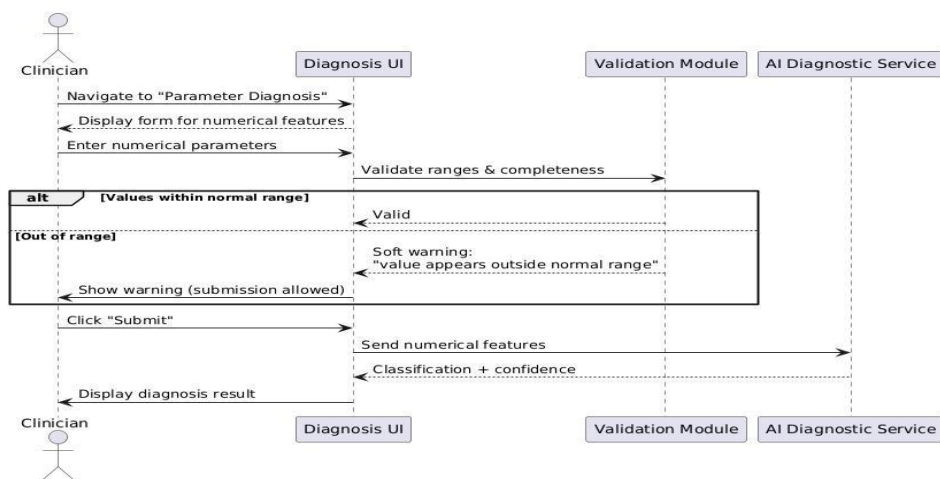 Clinician
Diagnosis UI
Validation Module
AI Diagnostic Service
Navigate to "Parameter Diagnosis"
Display form for numerical features
Enter numerical parameters
Validate ranges & completeness
alt
[Values within normal range]
Valid
[Out of range]
Soft warning:
"value appears outside normal range"
Show warning (submission allowed)
Click "Submit"
Send numerical features
Classification + confidence
Display diagnosis result
Clinician
Diagnosis UI
Validation Module
AI Diagnostic Service